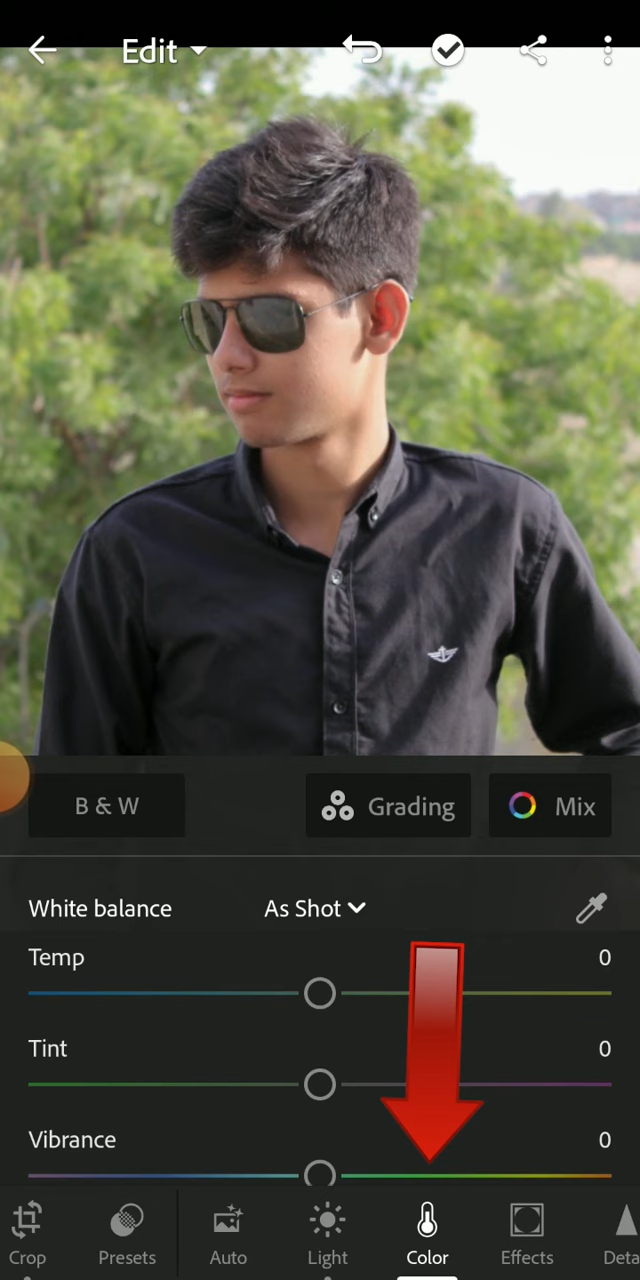 Edit
B & W
Grading
Mix
White balance
As Shot
Temp
0
Tint
0
Vibrance
0
Crop
Presets
Auto
Light
Color
Effects
Deta